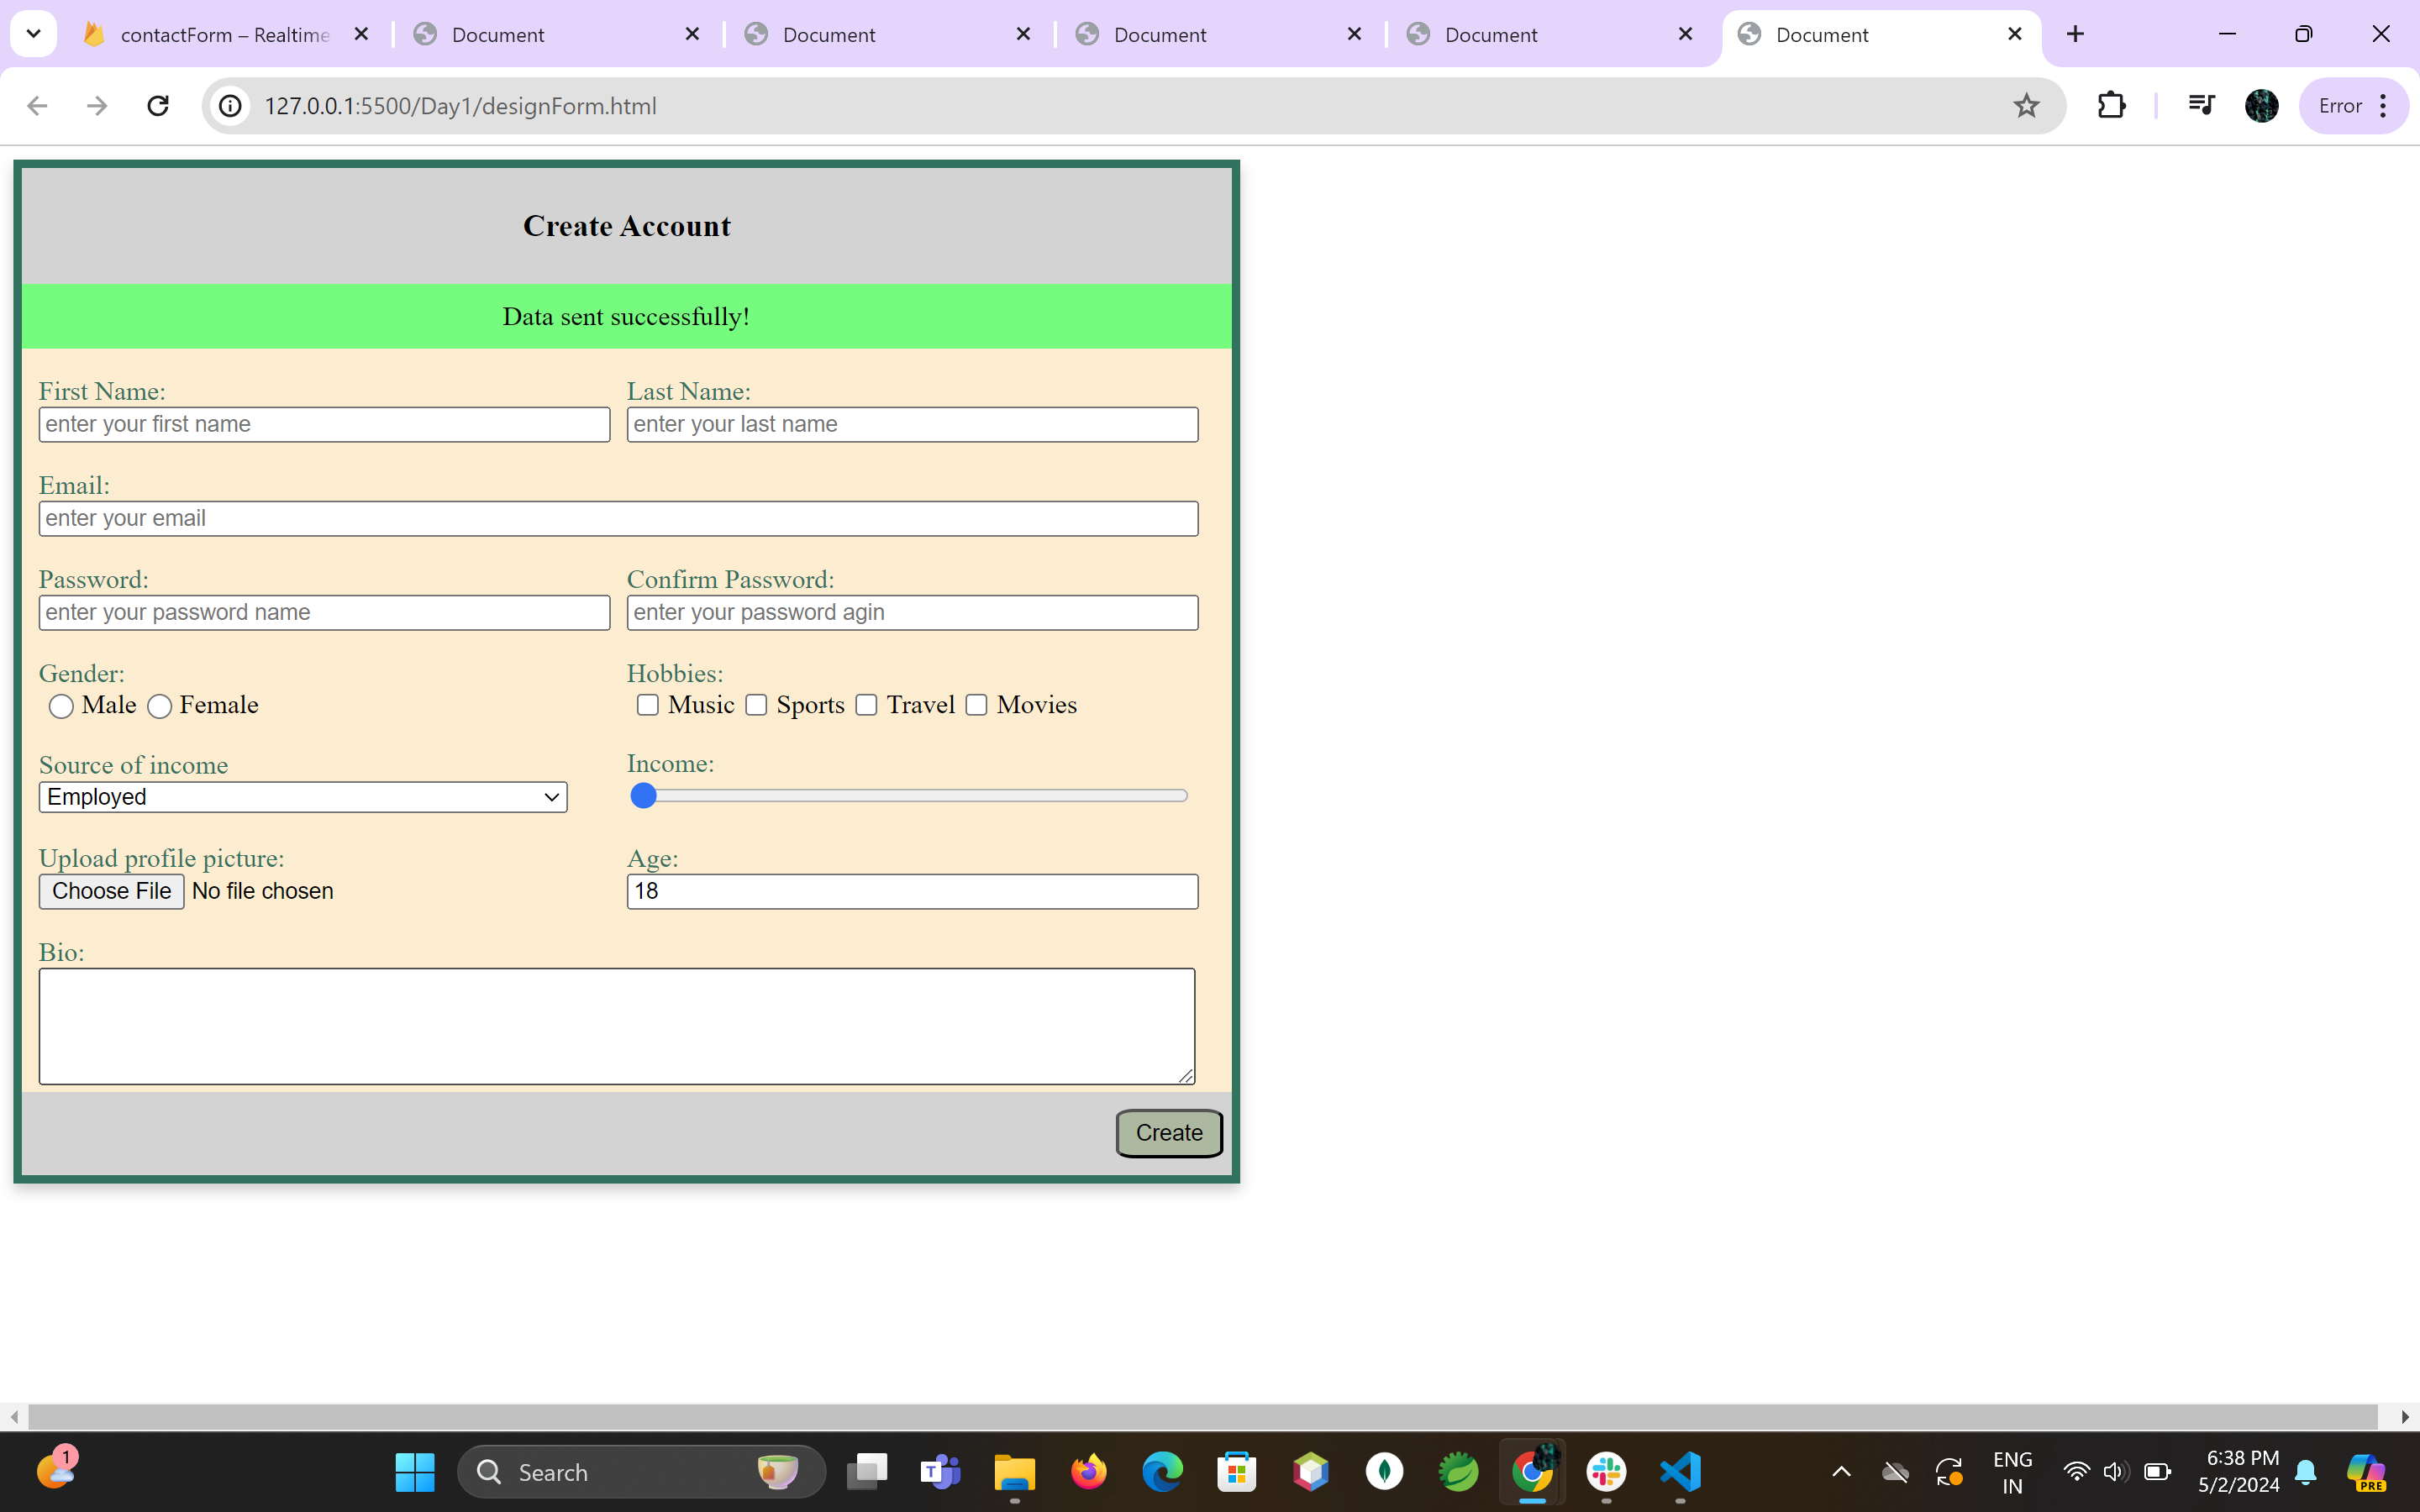 contactForm – Realtime
Document
Document
Document
Document
Document
127.0.0.1:5500/Day1/designForm.html
Error
Create Account
Data sent successfully!
First Name: Last Name:
enter your first name enter your last name
Email:
enter your email
Password: Confirm Password:
enter your password name enter your password agin
Gender: Hobbies:
Male Female Music Sports Travel Movies
Source of income Income:
Employed
Upload profile picture: Age:
Choose File No file chosen 18
Bio:
Create
1
Search
T
ENG
IN
6:38 PM
5/2/2024
PRE